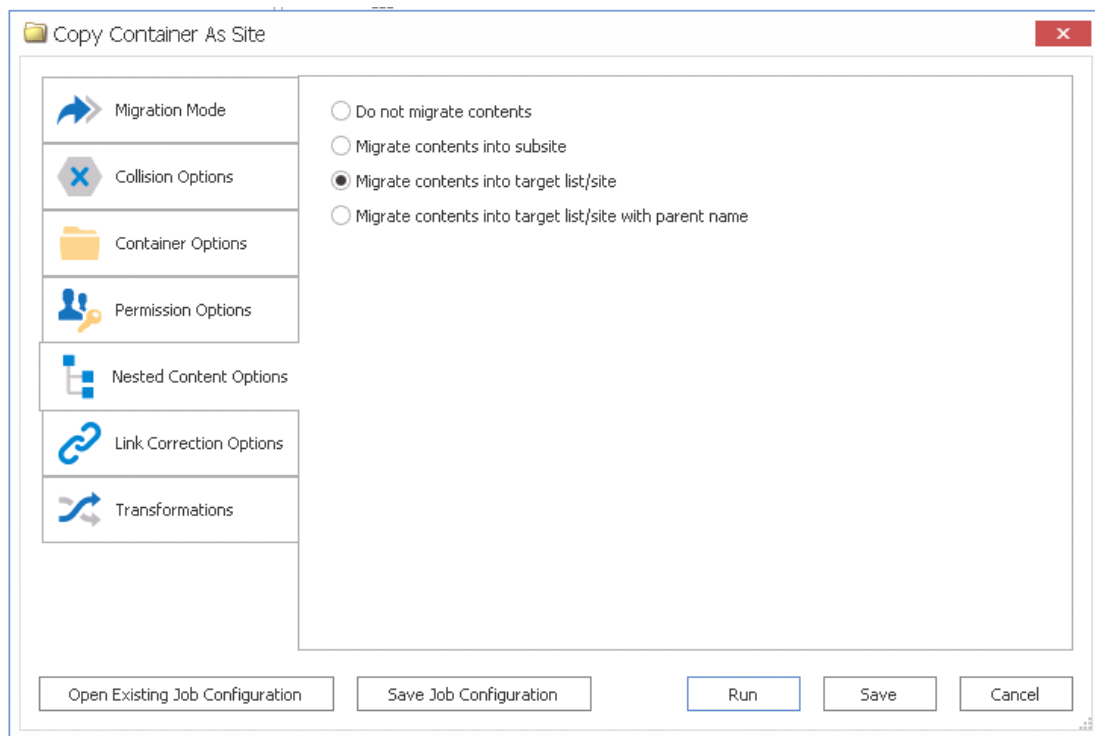 Copy Container As Site
Migration Mode
Collision Options
Container Options
Permission Options
Nested Content Options
Link Correction Options
Transformations
Do not migrate contents
Migrate contents into subsite
Migrate contents into target list/site
Migrate contents into target list/site with parent name
Open Existing Job Configuration
Save Job Configuration
Run
Save
Cancel